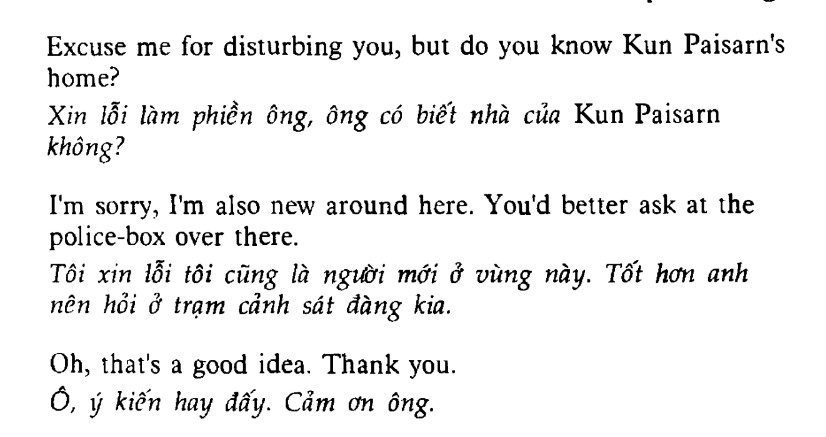 Excuse me for disturbing you, but do you know Kun Paisarn's
home?
Xin lỗi làm phiền ông, ông có biết nhà của Kun Paisarn
không?
I'm sorry, I'm also new around here. You'd better ask at the
police-box over there.
Tôi xin lỗi tôi cũng là người mới ở vùng này. Tốt hơn anh
nên hỏi ở trạm cảnh sát đàng kia.
Oh, that's a good idea. Thank you.
Ô, ý kiến hay đấy. Cảm ơn ông.